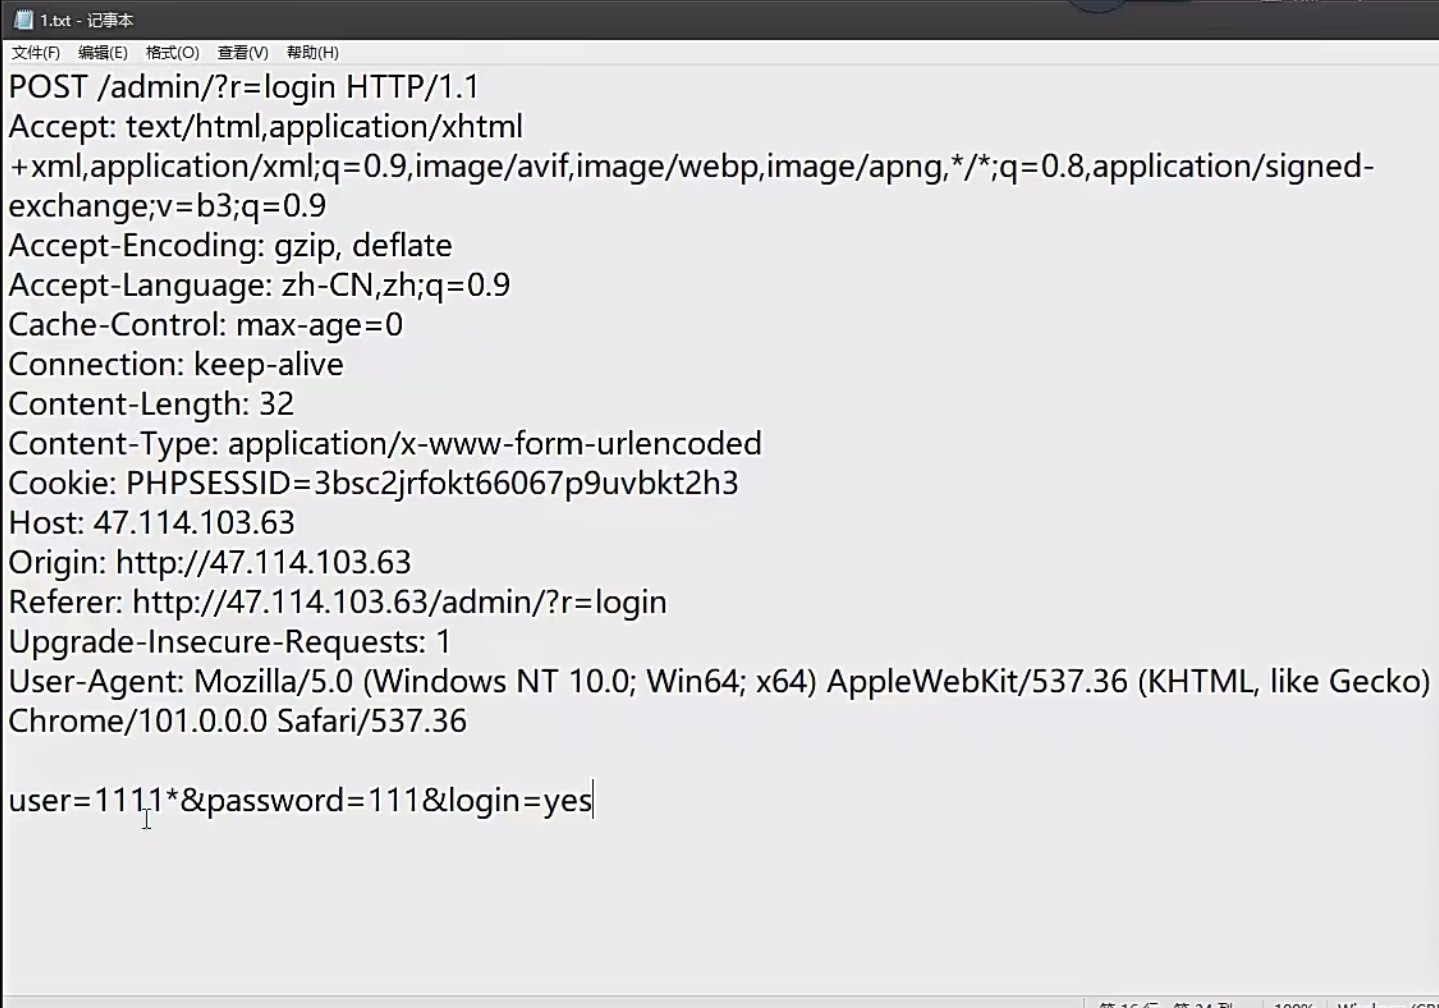 1.txt - 记事本
文件(F) 编辑(E) 格式(O) 查看(V) 帮助(H)
POST /admin/?r=login HTTP/1.1
Accept: text/html,application/xhtml
+xml,application/xml;q=0.9,image/avif,image/webp,image/apng,*/*;q=0.8,application/signed-
exchange;v=b3;q=0.9
Accept-Encoding: gzip, deflate
Accept-Language: zh-CN,zh;q=0.9
Cache-Control: max-age=0
Connection: keep-alive
Content-Length: 32
Content-Type: application/x-www-form-urlencoded
Cookie: PHPSESSID=3bsc2jrfokt66067p9uvbkt2h3
Host: 47.114.103.63
Origin: http://47.114.103.63
Referer: http://47.114.103.63/admin/?r=login
Upgrade-Insecure-Requests: 1
User-Agent: Mozilla/5.0 (Windows NT 10.0; Win64; x64) AppleWebKit/537.36 (KHTML, like Gecko)
Chrome/101.0.0.0 Safari/537.36
user=1111*&password=111&login=yes